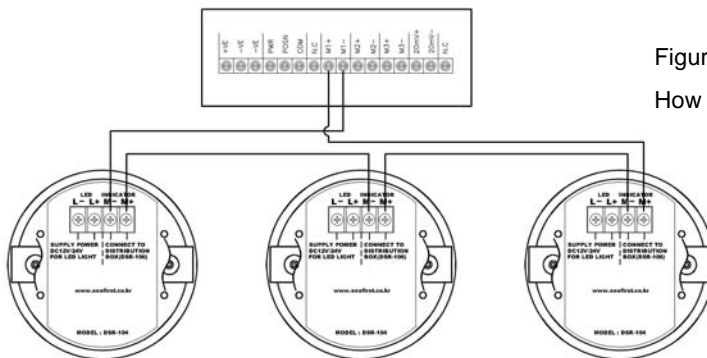 +VE
-VE
-VE
PWR
POSN
COM
N.C
M1+
M1-
M2+
M2-
M3+
M3-
20mV+
20mV-
N.C
Figur
How
LED INDICATOR
L- L+ M- M+
SUPPLY POWER
DC12V/24V
FOR LED LIGHT
CONNECT TO
DISTRIBUTION
BOX(DSR-106)
www.seafirst.co.kr
MODEL : DSR-104
LED INDICATOR
L- L+ M- M+
SUPPLY POWER
DC12V/24V
FOR LED LIGHT
CONNECT TO
DISTRIBUTION
BOX(DSR-106)
www.seafirst.co.kr
MODEL : DSR-104
LED INDICATOR
L- L+ M- M+
SUPPLY POWER
DC12V/24V
FOR LED LIGHT
CONNECT TO
DISTRIBUTION
BOX(DSR-106)
www.seafirst.co.kr
MODEL : DSR-104